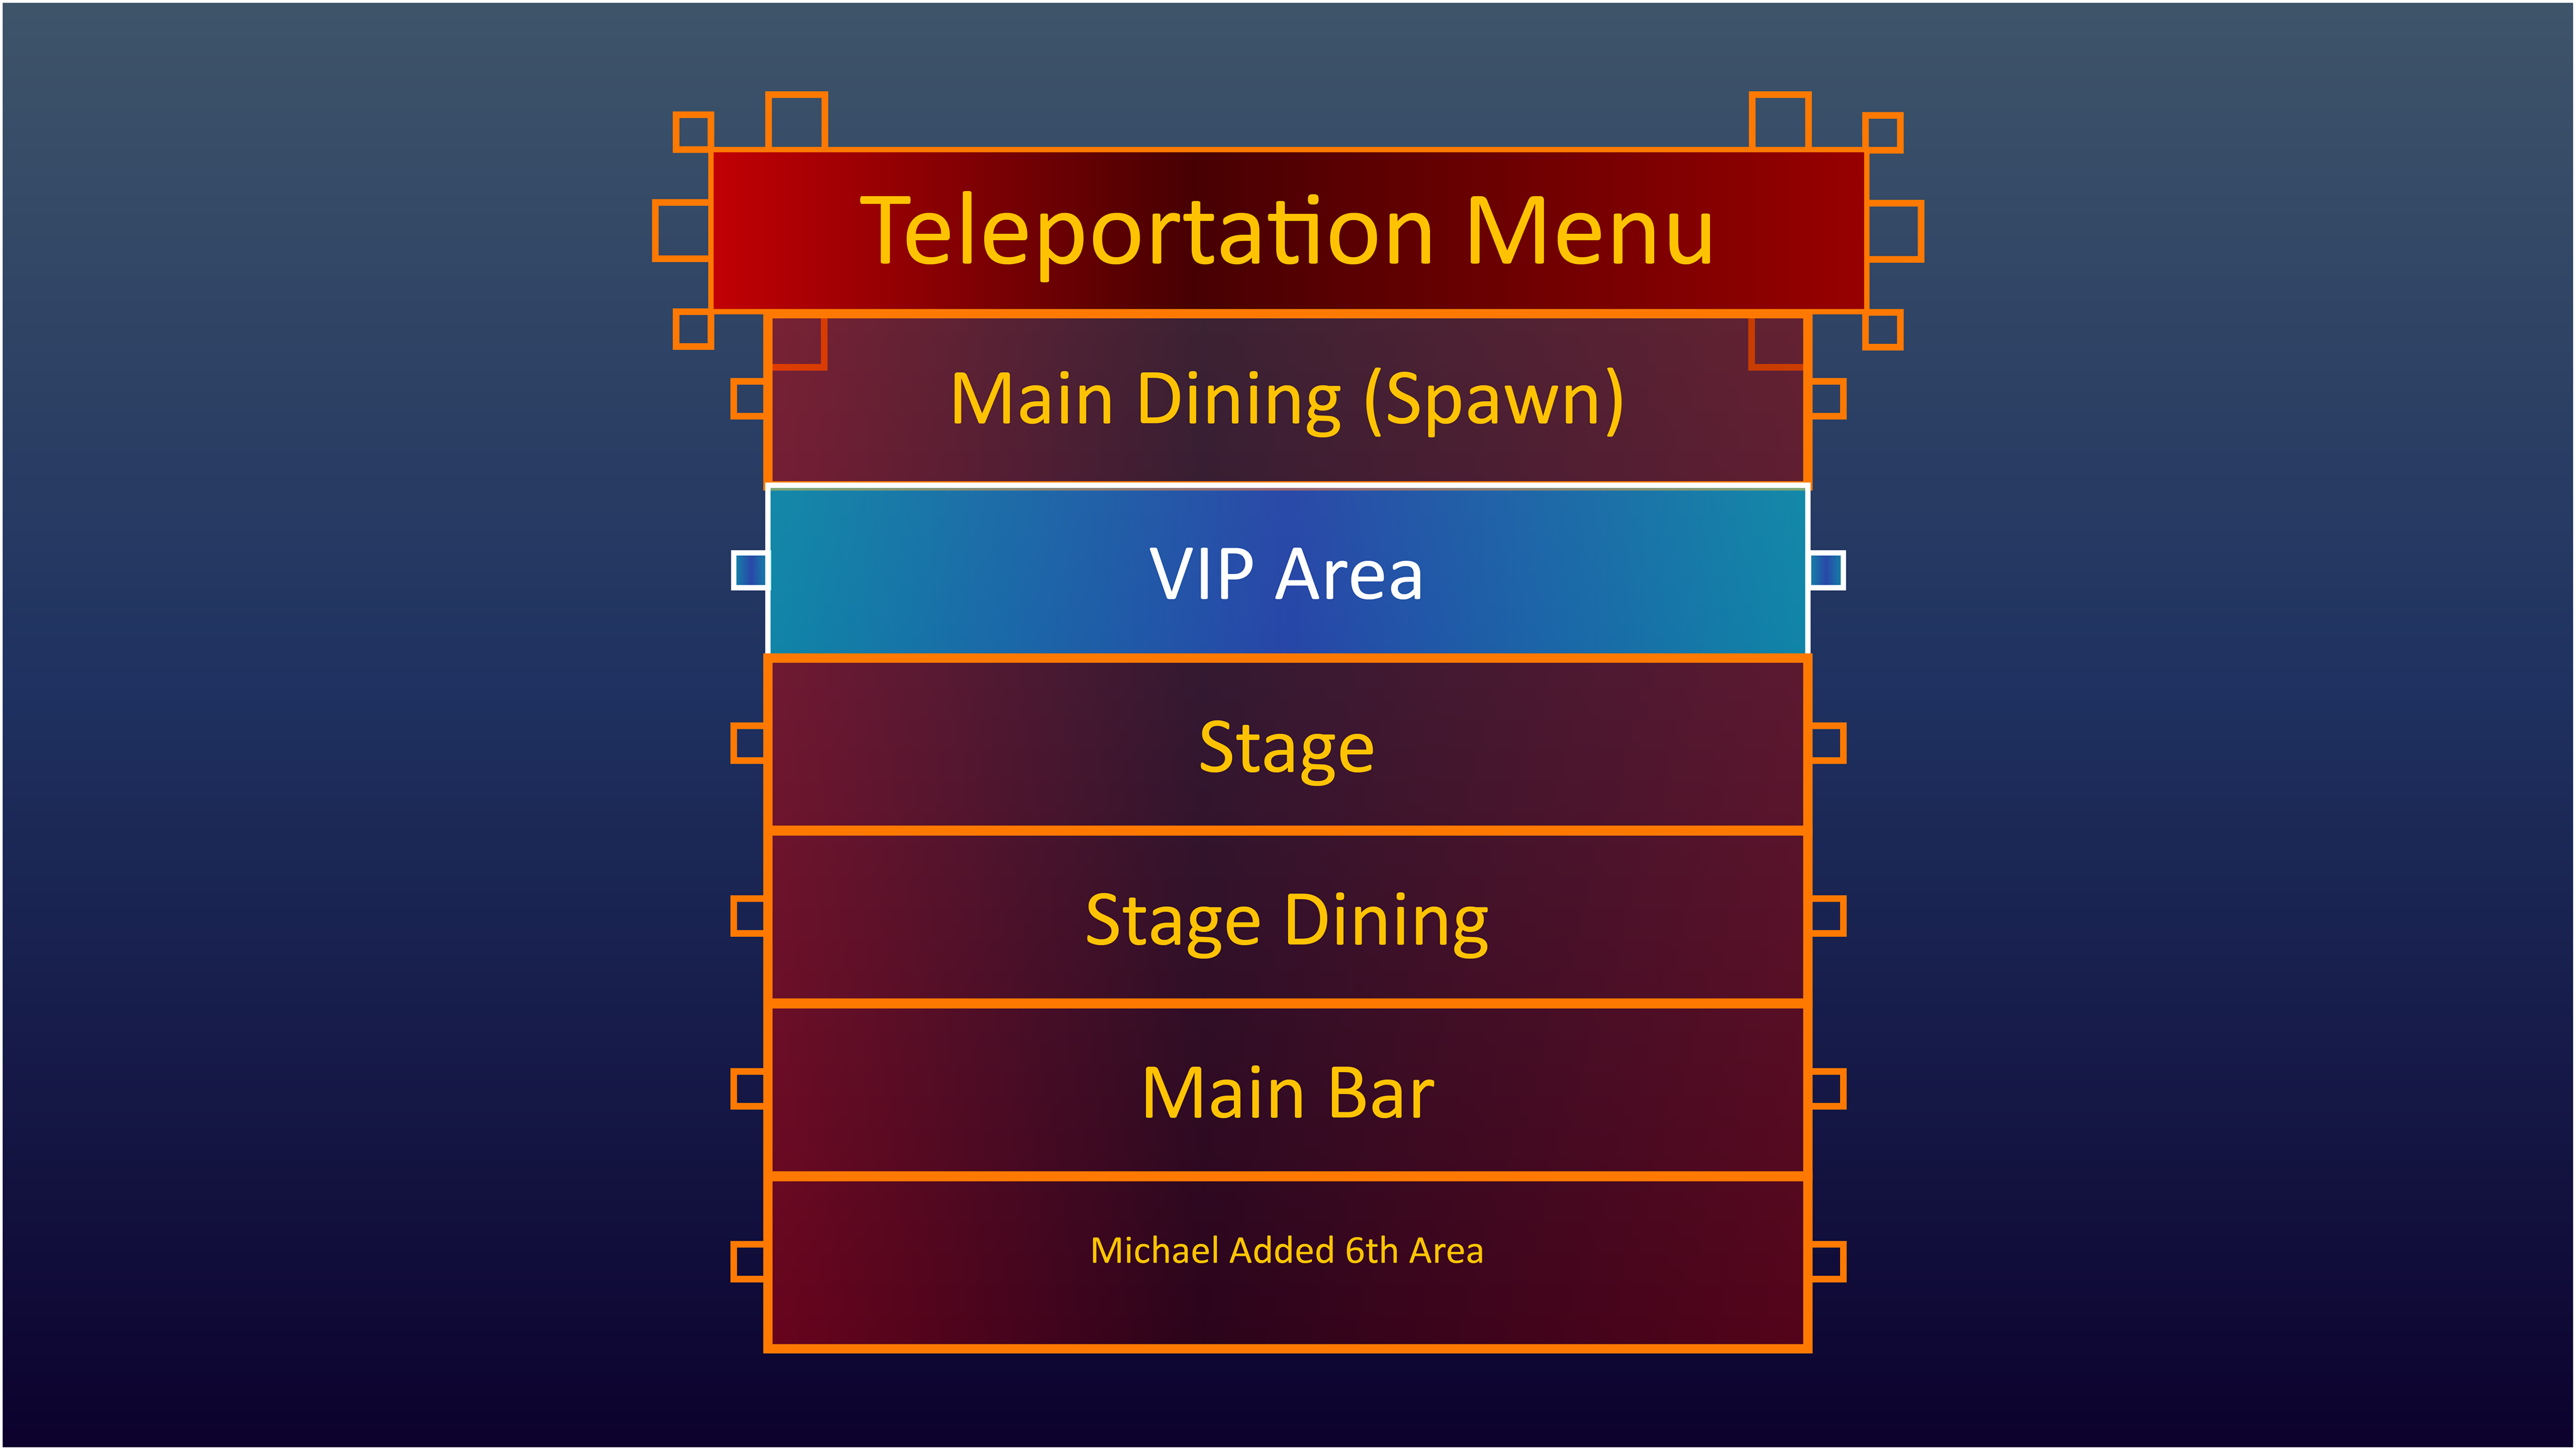 Teleportation Menu
Main Dining (Spawn)
VIP Area
Stage
Stage Dining
Main Bar
Michael Added 6th Area